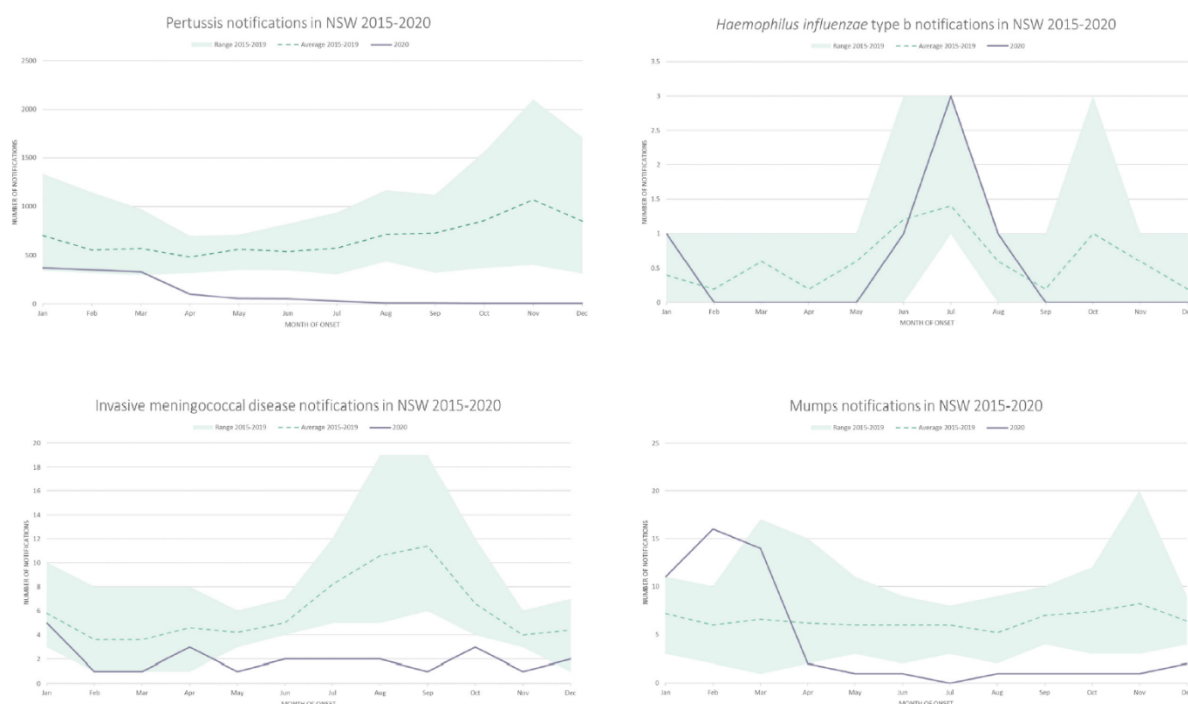 Pertussis notifications in NSW 2015-2020
Range 2015-2019 Average 2015-2019 2020
2500
2000
1500
1000
500
0
NUMBER OF NOTIFICATIONS
Jan Feb Mar Apr May Jun Jul Aug Sep Oct Nov Dec
MONTH OF ONSET
Haemophilus influenzae type b notifications in NSW 2015-2020
Range 2015-2019 Average 2015-2019 2020
3.5
3
2.5
2
1.5
1
0.5
0
NUMBER OF NOTIFICATIONS
Jan Feb Mar Apr May Jun Jul Aug Sep Oct Nov De
MONTH OF ONSET
Invasive meningococcal disease notifications in NSW 2015-2020
Range 2015-2019 Average 2015-2019 2020
20
18
16
14
12
10
8
6
4
2
0
NUMBER OF NOTIFICATIONS
Jan Feb Mar Apr May Jun Jul Aug Sep Oct Nov Dec
MONTH OF ONSET
Mumps notifications in NSW 2015-2020
Range 2015-2019 Average 2015-2019 2020
25
20
15
10
5
0
NUMBER OF NOTIFICATIONS
Jan Feb Mar Apr May Jun Jul Aug Sep Oct Nov De
MONTH OF ONSET